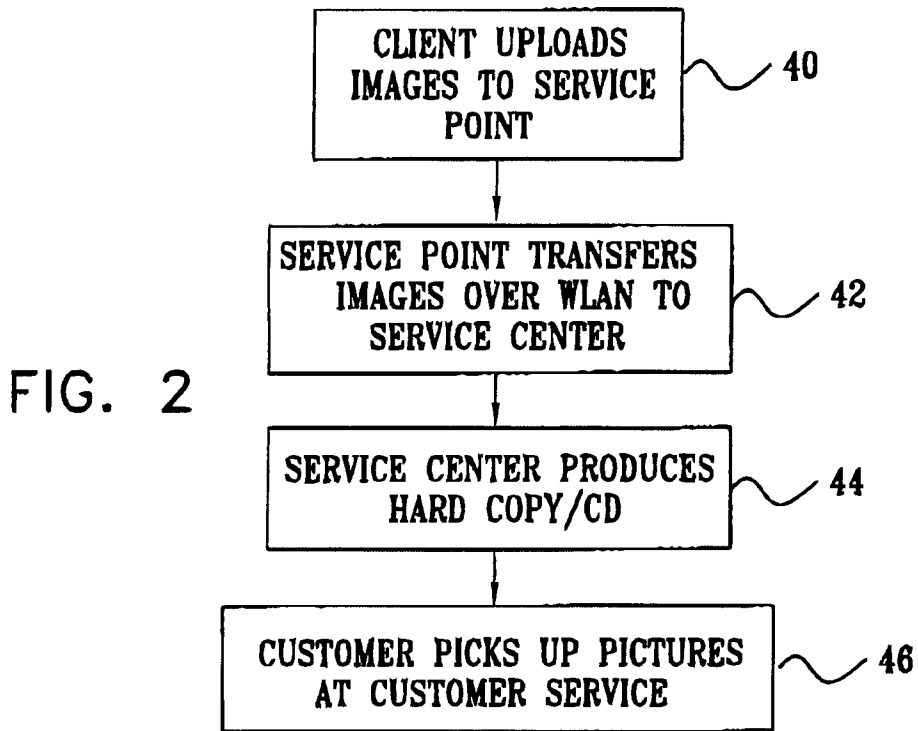 CLIENT UPLOADS
IMAGES TO SERVICE
POINT
40
SERVICE POINT TRANSFERS
IMAGES OVER WLAN TO
SERVICE CENTER
42
FIG. 2
SERVICE CENTER PRODUCES
HARD COPY/CD
44
CUSTOMER PICKS UP PICTURES
AT CUSTOMER SERVICE
46